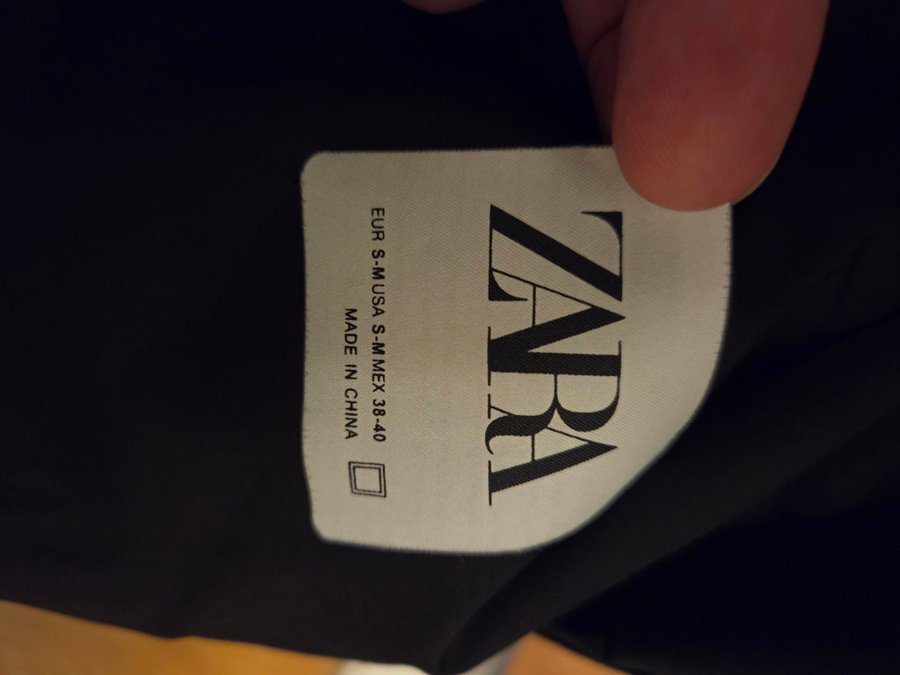 ZARA
EUR S-M USA S-M MEX 38-40
MADE IN CHINA